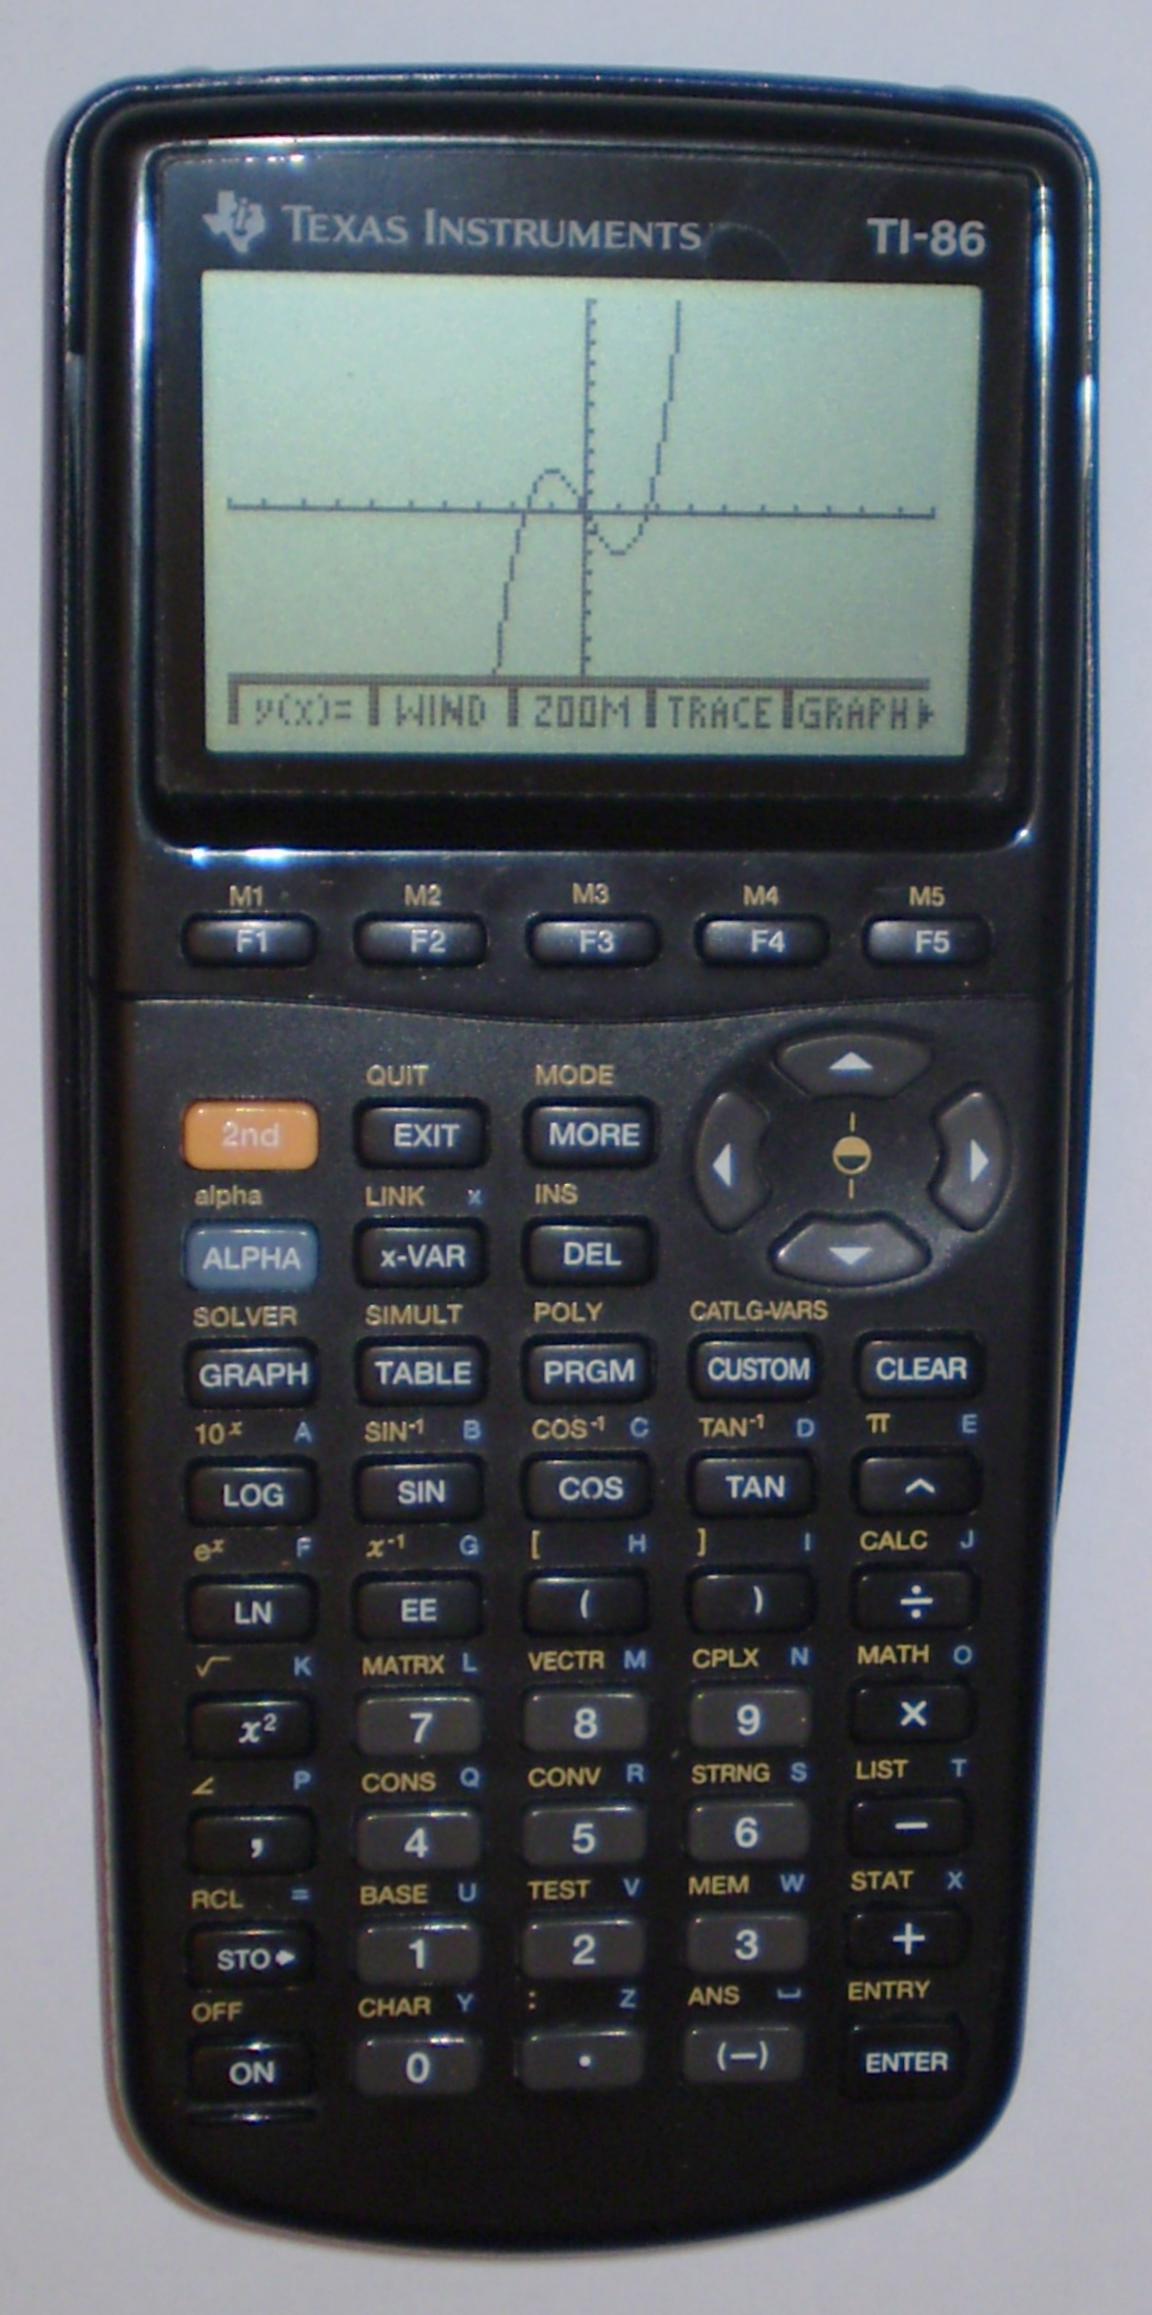 TEXAS INSTRUMENTS TI-86
y(x)= WIND ZOOM TRACE GRAPH
M1 M2 M3 M4 M5
F1 F2 F3 F4 F5
QUIT MODE
2nd EXIT MORE
alpha LINK x INS
ALPHA x-VAR DEL
SOLVER SIMULT POLY CATLG-VARS
GRAPH TABLE PRGM CUSTOM CLEAR
10ˣ A SIN⁻¹ B COS⁻¹ C TAN⁻¹ D π E
LOG SIN COS TAN ^
eˣ F x⁻¹ G [ H ] I CALC J
LN EE ( ) ÷
√ K MATRX L VECTR M CPLX N MATH O
x² 7 8 9 ×
∠ P CONS Q CONV R STRNG S LIST T
, 4 5 6 −
RCL = BASE U TEST V MEM W STAT X
STO➧ 1 2 3 +
OFF CHAR Y : Z ANS ⎵ ENTRY
ON 0 . (−) ENTER